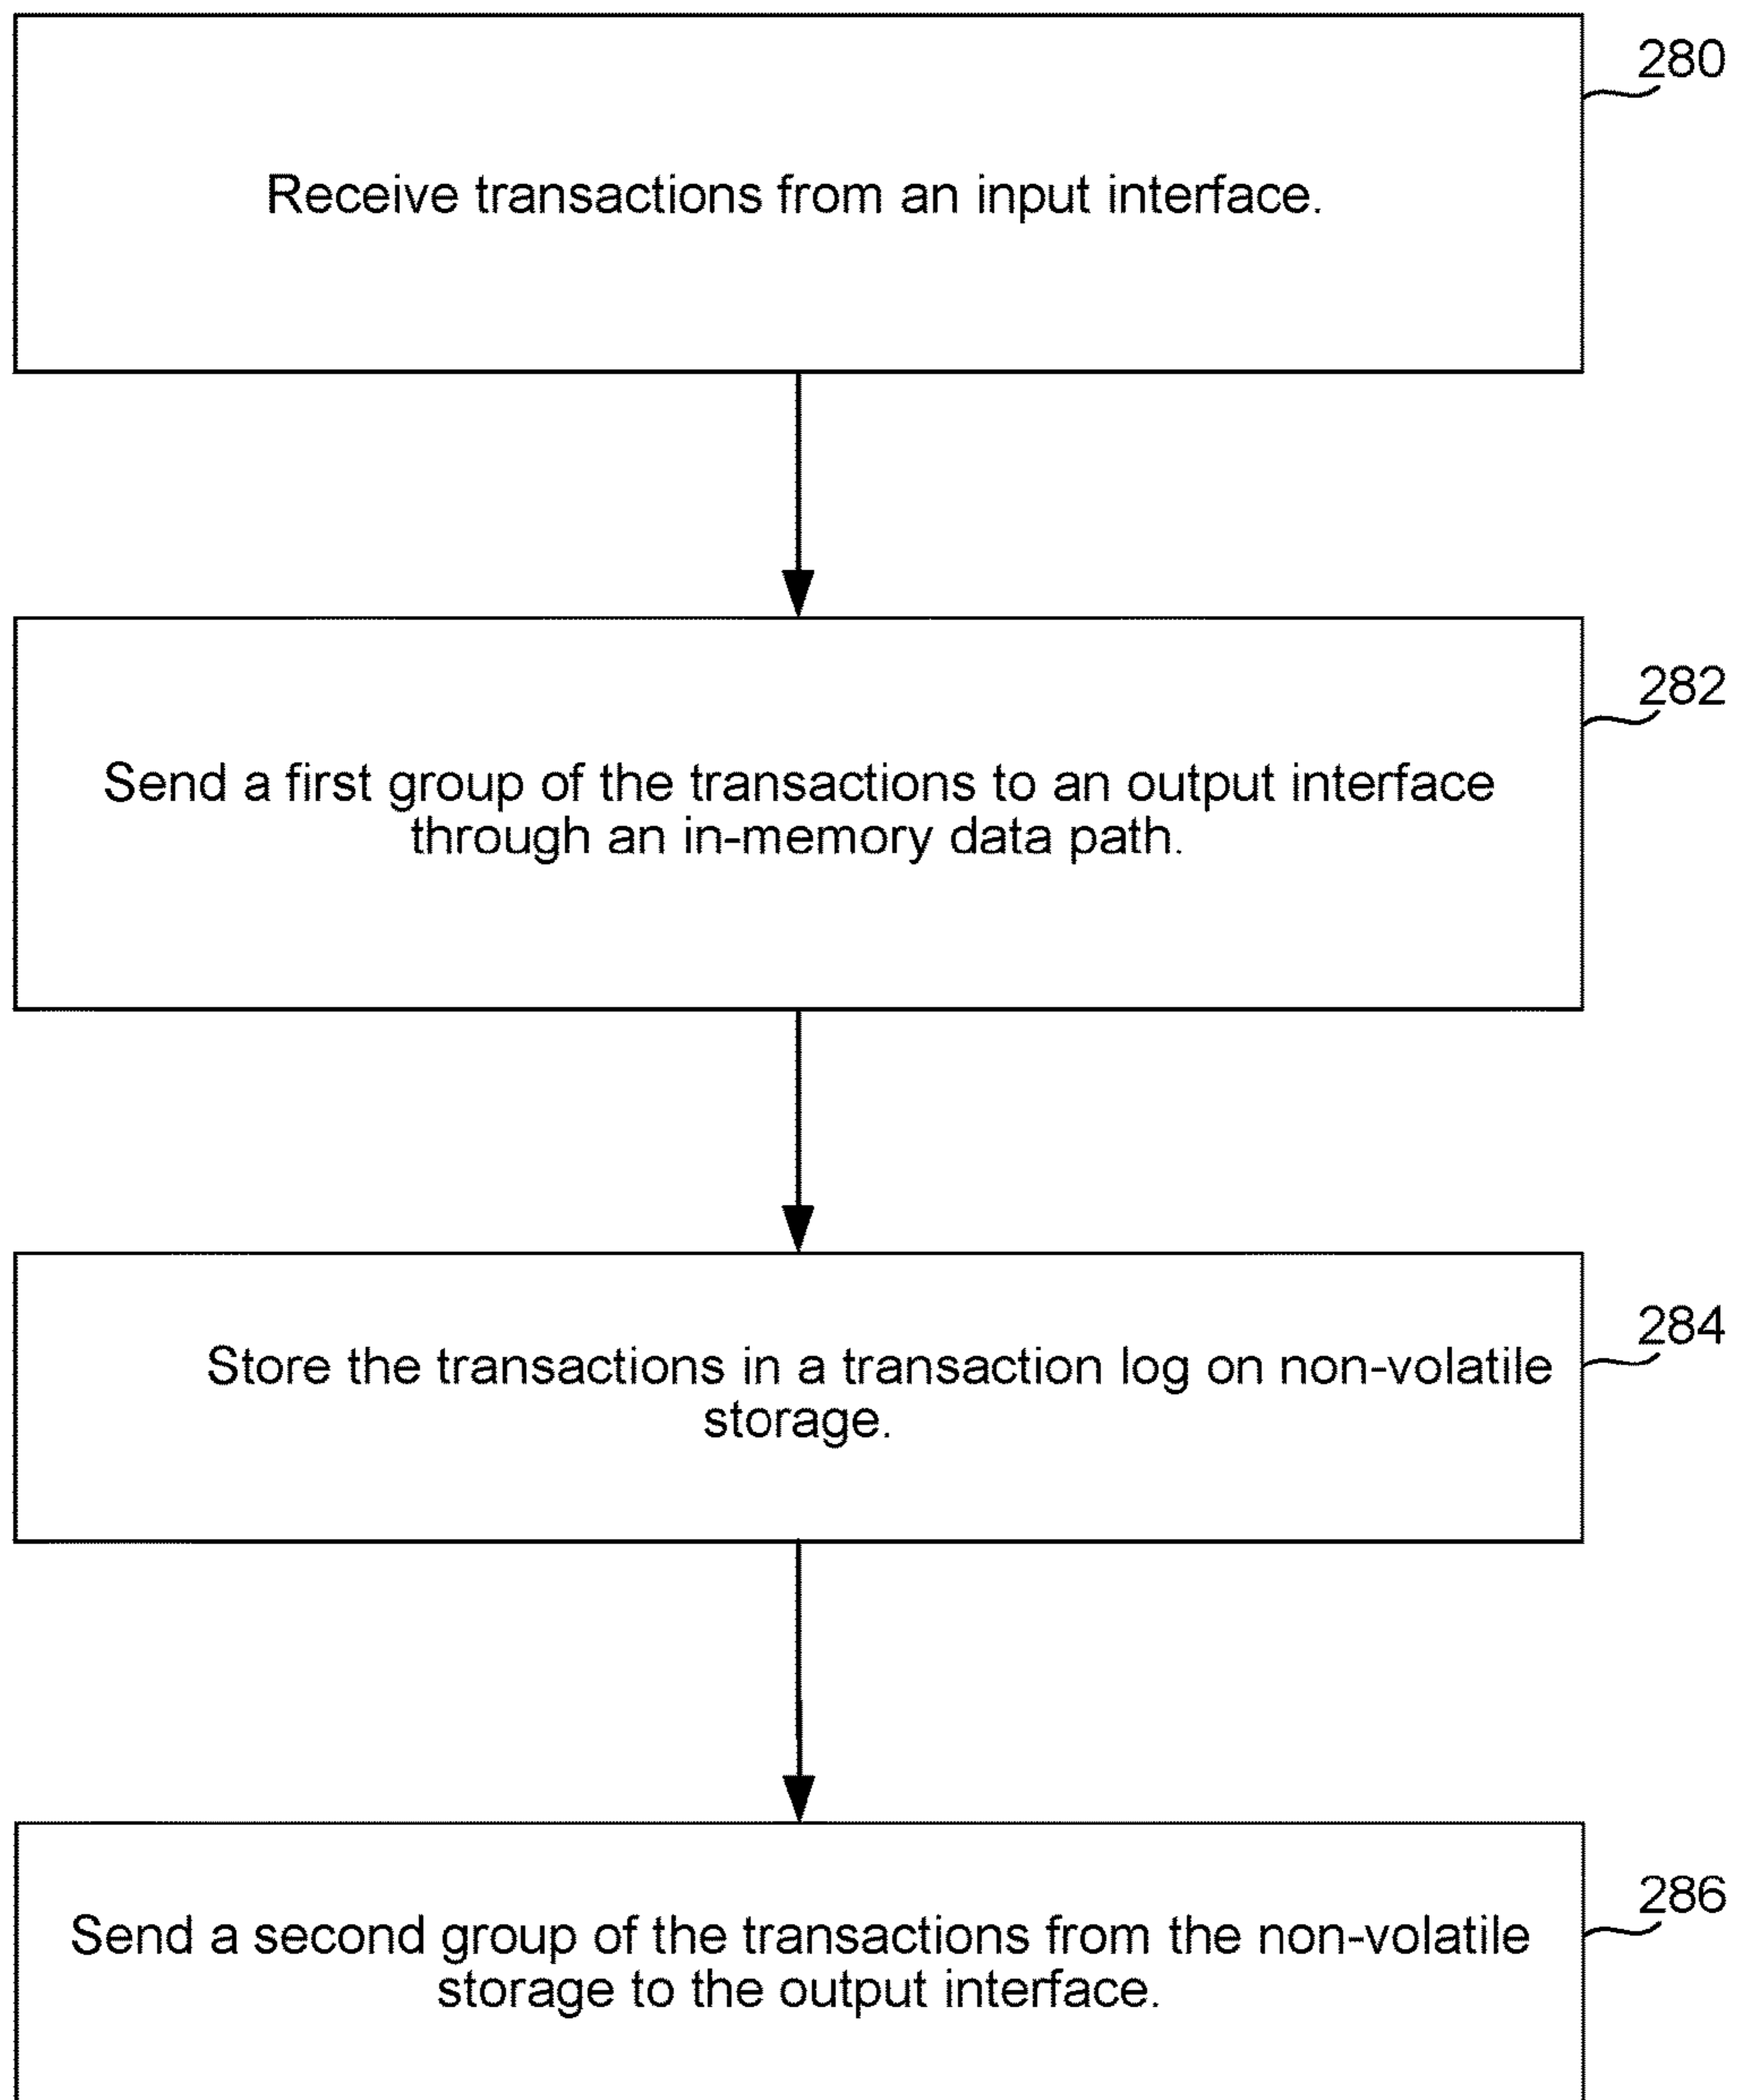 280
Receive transactions from an input interface.
282
Send a first group of the transactions to an output interface
through an in-memory data path.
284
Store the transactions in a transaction log on non-volatile
storage.
286
Send a second group of the transactions from the non-volatile
storage to the output interface.